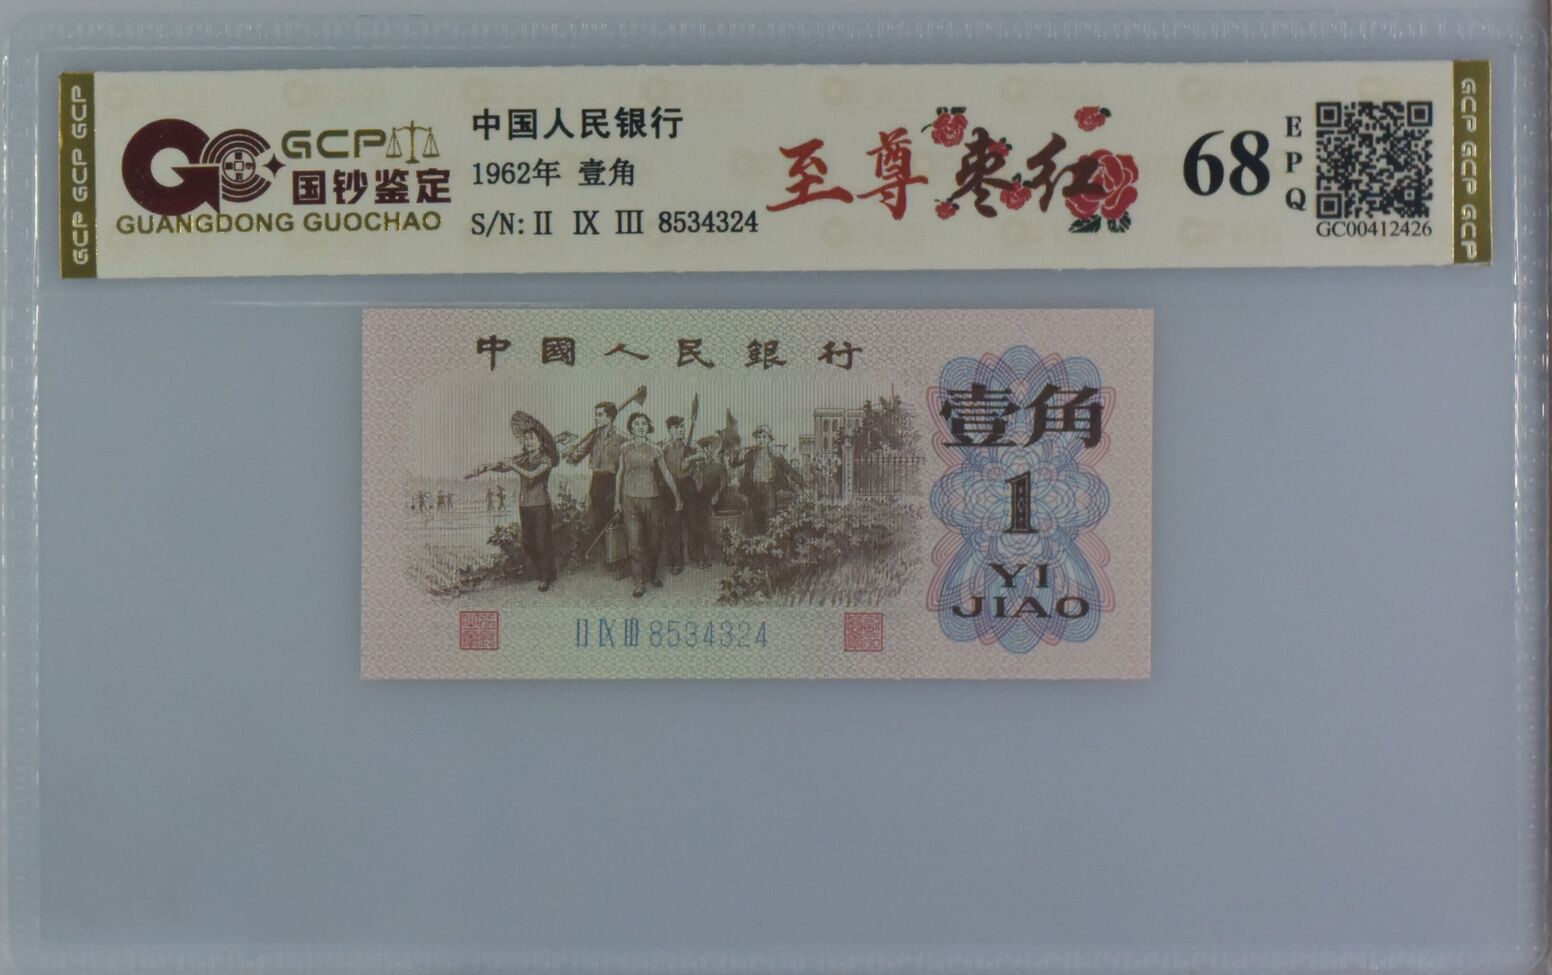 GCP GCP GCP
GCP
国钞鉴定
GUANGDONG GUOCHAO
中国人民银行
1962年 壹角
S/N: II IX III 8534324
至尊枣红
68
EPQ
GC00412426
GCP GCP GCP
中國人民銀行
壹角
1
YI
JIAO
II IX III 8534324